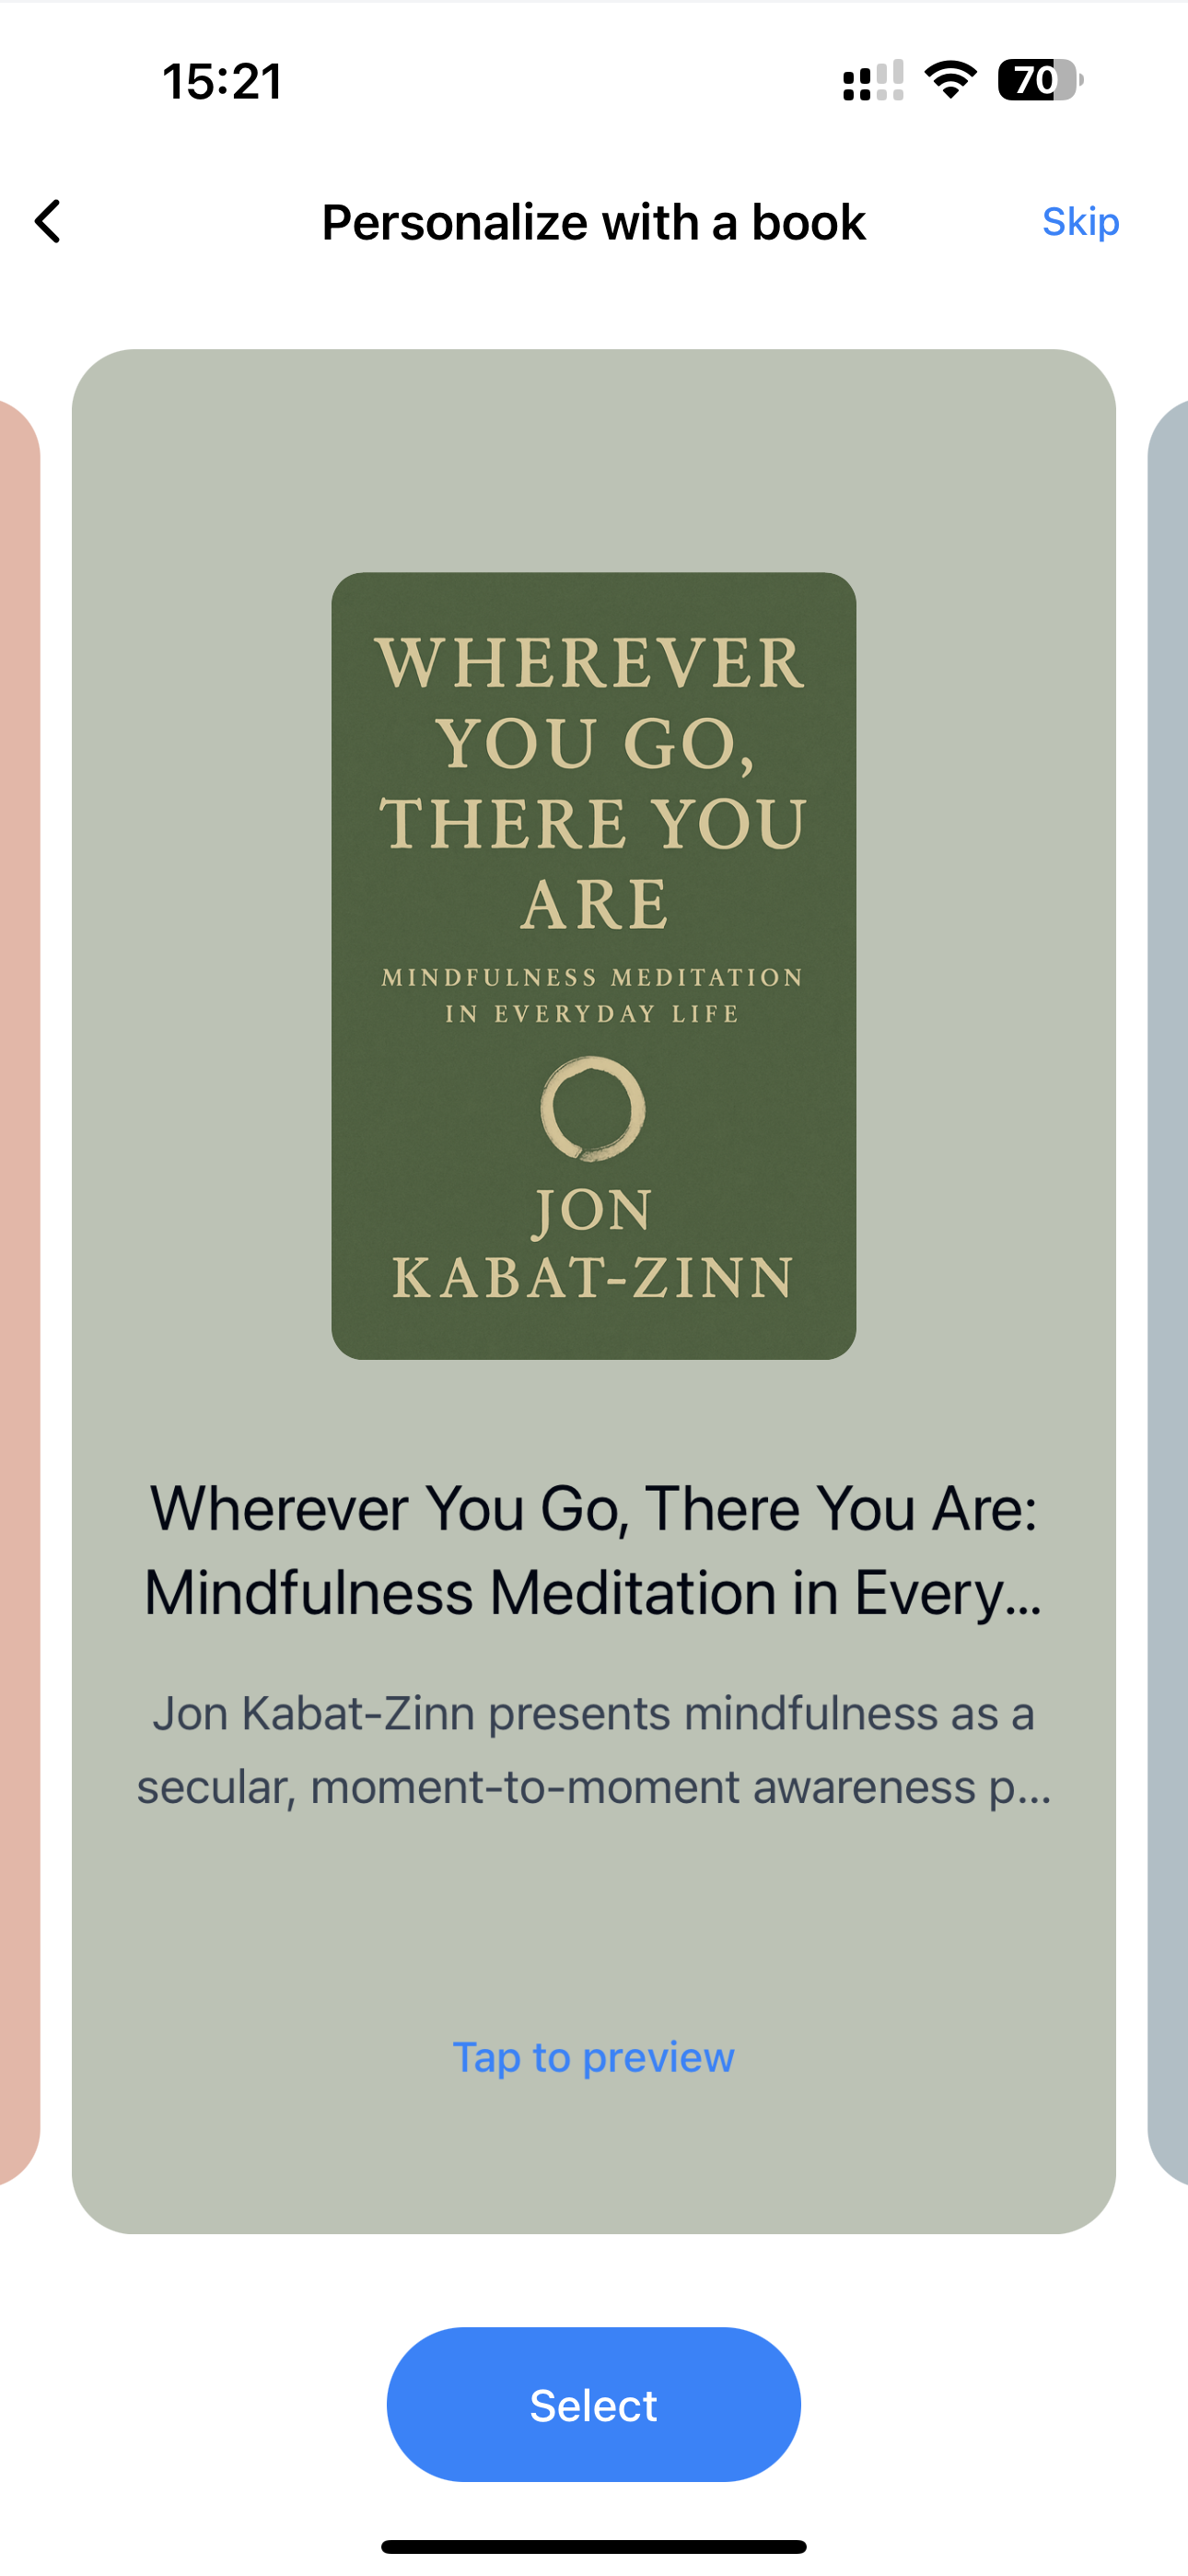 15:21
70
Personalize with a book
Skip
WHEREVER
YOU GO,
THERE YOU
ARE
MINDFULNESS MEDITATION
IN EVERYDAY LIFE
JON
KABAT-ZINN
Wherever You Go, There You Are:
Mindfulness Meditation in Every...
Jon Kabat-Zinn presents mindfulness as a
secular, moment-to-moment awareness p...
Tap to preview
Select